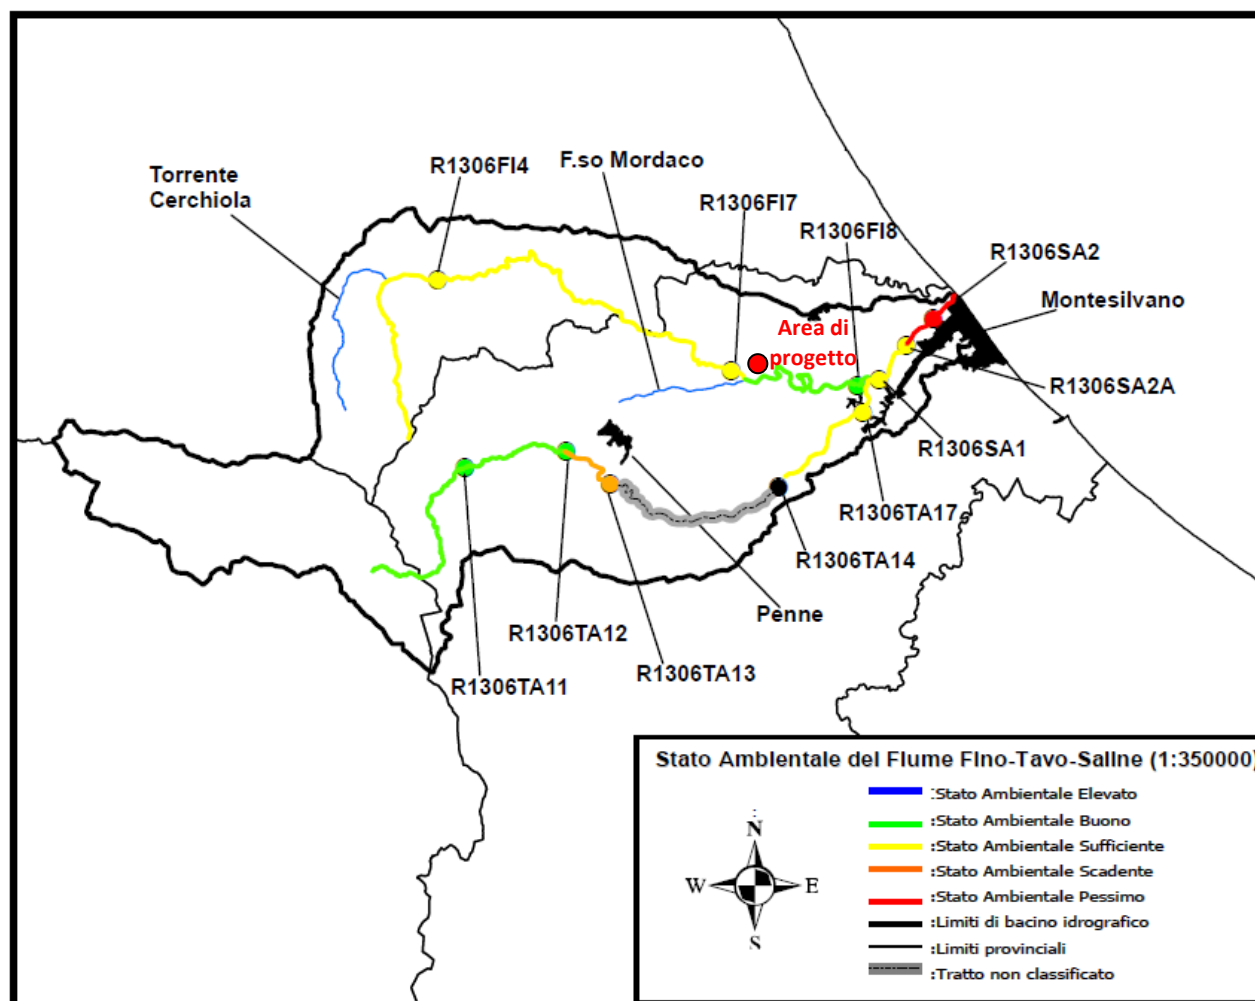 R1306FI4
F.so Mordaco
Torrente
Cerchiola
R1306FI7
R1306FI8
R1306SA2
Montesilvano
Area di
progetto
R1306SA2A
R1306SA1
R1306TA17
R1306TA14
Penne
R1306TA12
R1306TA13
R1306TA11
Stato Ambientale del Fiume Fino-Tavo-Saline (1:350000)
:Stato Ambientale Elevato
:Stato Ambientale Buono
:Stato Ambientale Sufficiente
:Stato Ambientale Scadente
:Stato Ambientale Pessimo
:Limiti di bacino idrografico
:Limiti provinciali
:Tratto non classificato
N
W
E
S